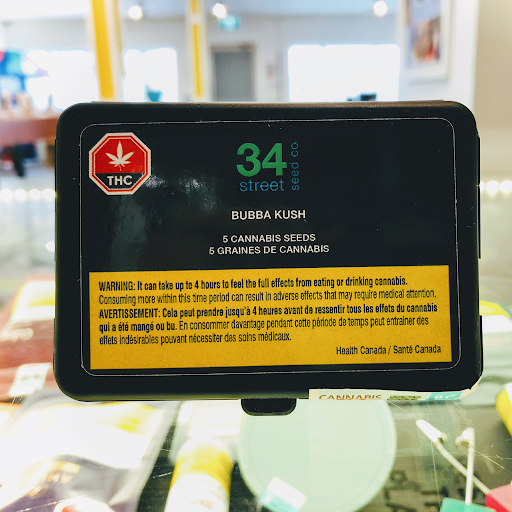 THC
34
street
seed co
BUBBA KUSH
5 CANNABIS SEEDS
5 GRAINES DE CANNABIS
WARNING: It can take up to 4 hours to feel the full effects from eating or drinking cannabis.
Consuming more within this time period can result in adverse effects that may require medical attention.
AVERTISSEMENT: Cela peut prendre jusqu'à 4 heures avant de ressentir tous les effets du cannabis
qui a été mangé ou bu. En consommer davantage pendant cette période de temps peut entraîner des
effets indésirables pouvant nécessiter des soins médicaux.
Health Canada / Santé Canada
CANNABIS